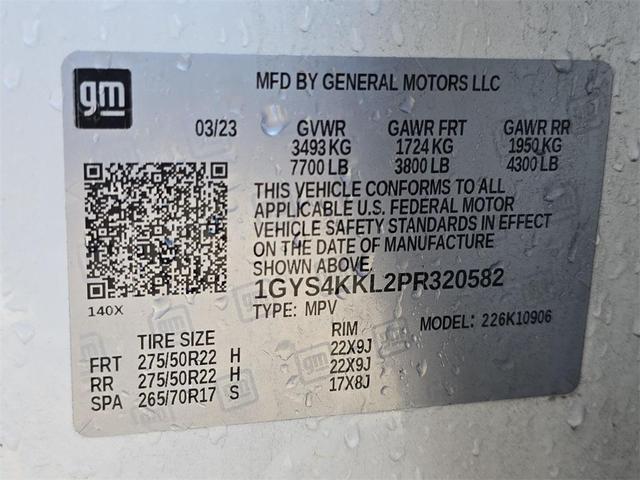 gm
MFD BY GENERAL MOTORS LLC
03/23 GVWR GAWR FRT GAWR RR
3493 KG 1724 KG 1950 KG
7700 LB 3800 LB 4300 LB
THIS VEHICLE CONFORMS TO ALL
APPLICABLE U.S. FEDERAL MOTOR
VEHICLE SAFETY STANDARDS IN EFFECT
ON THE DATE OF MANUFACTURE
SHOWN ABOVE.
1GYS4KKL2PR320582
140X
TYPE: MPV MODEL: 226K10906
TIRE SIZE RIM
FRT 275/50R22 H 22X9J
RR 275/50R22 H 22X9J
SPA 265/70R17 S 17X8J